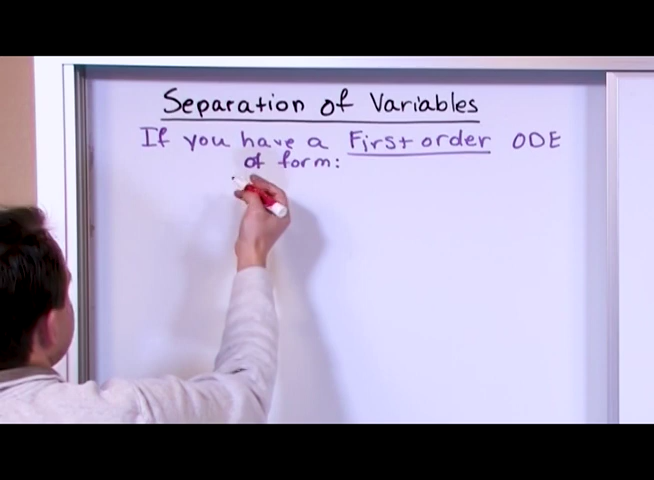 Separation of Variables
If you have a First order ODE
of form: